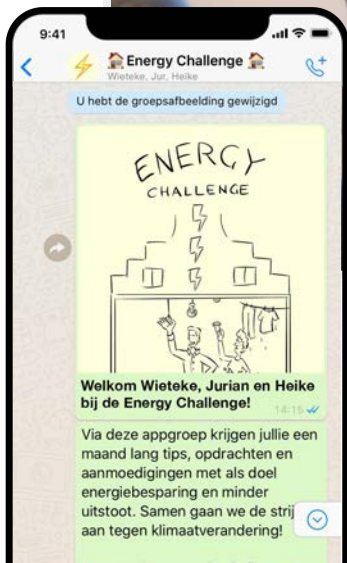 9:41
🏠Energy Challenge🏠
Wieteke, Jur, Heike
U hebt de groepsafbeelding gewijzigd
ENERGY
CHALLENGE
Welkom Wieteke, Jurian en Heike
bij de Energy Challenge!
14:15
Via deze appgroep krijgen jullie een
maand lang tips, opdrachten en
aanmoedigingen met als doel
energiebesparing en minder
uitstoot. Samen gaan we de
aan tegen klimaatverandering!